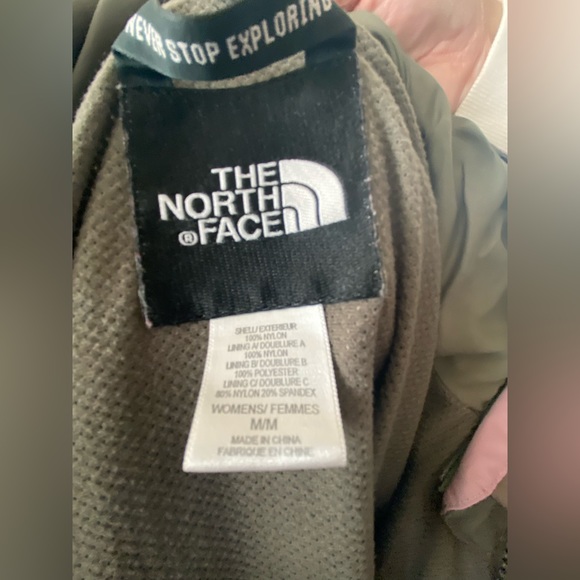 NEVER STOP EXPLORING
THE
NORTH
®FACE
SHELL/ EXTERIEUR
100% NYLON
LINING A/ DOUBLURE A
100% NYLON
LINING B/ DOUBLURE B
100% POLYESTER
LINING C/ DOUBLURE C
80% NYLON 20% SPANDEX
WOMENS/ FEMMES
M/M
MADE IN CHINA
FABRIQUE EN CHINE